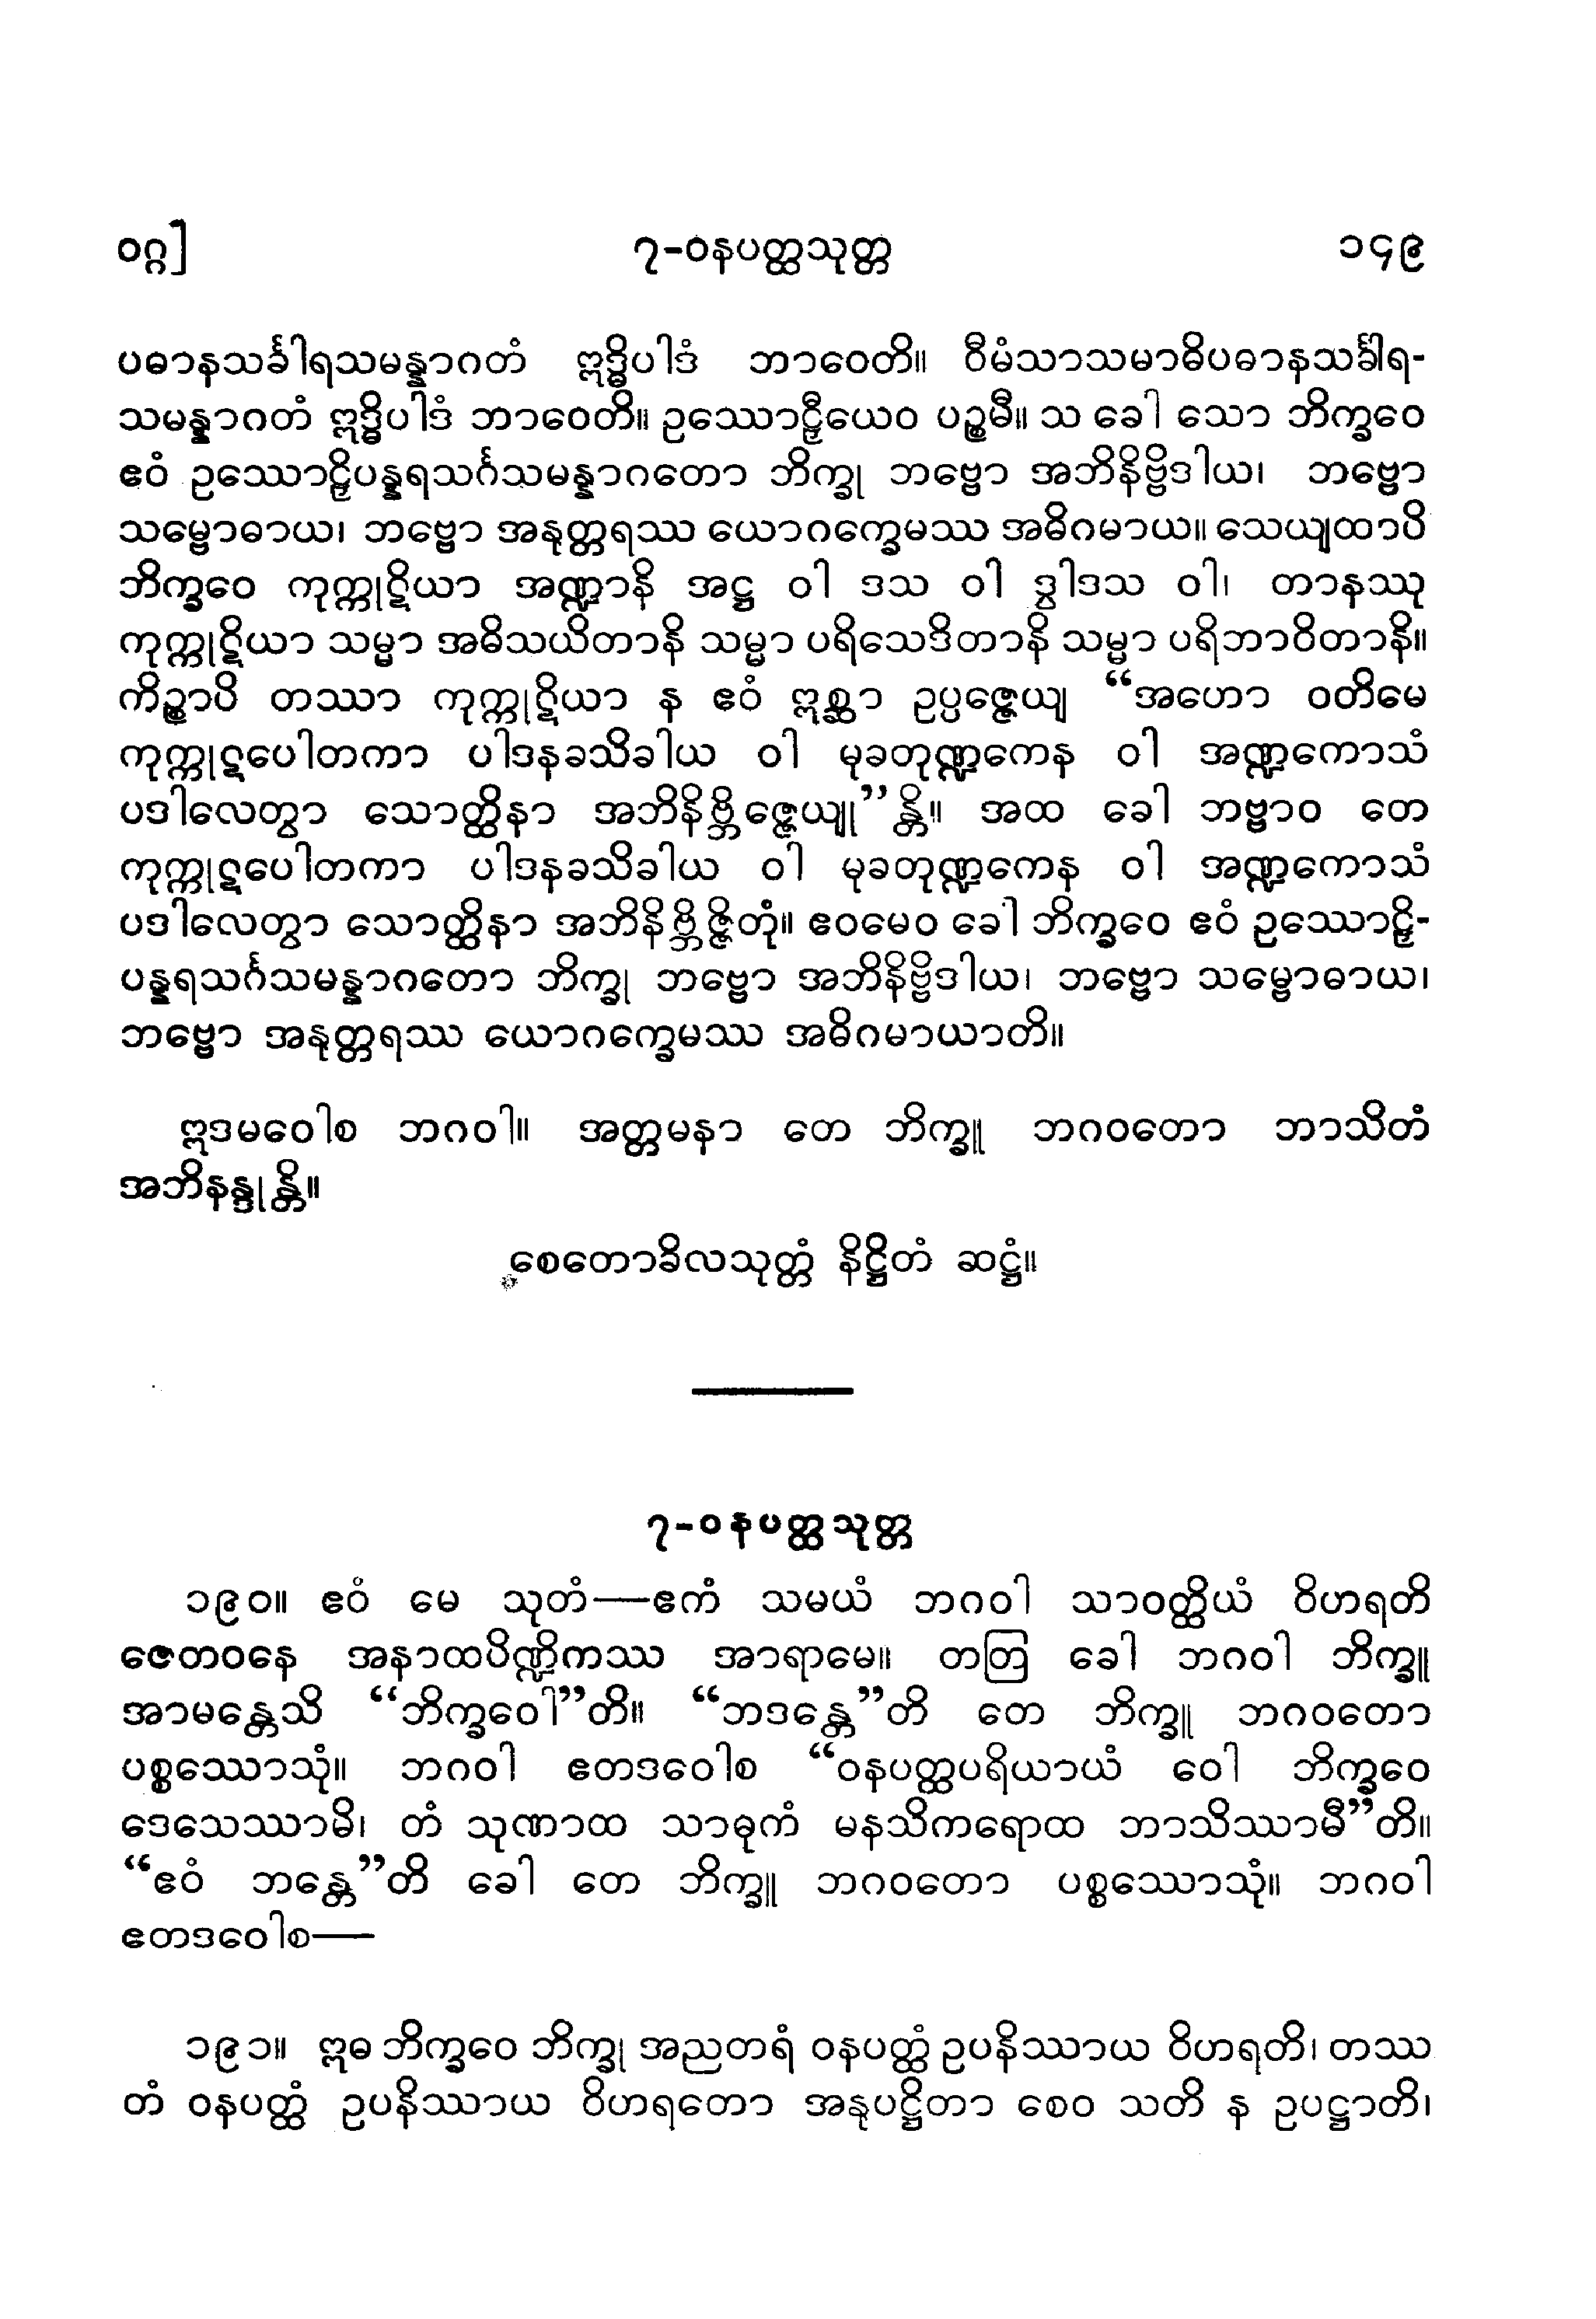 ဝဂ္ဂ] ၇-ဝနပတ္ထသုတ္တ ၁၄၉
ပဓာနသင်္ခါရသမန္နာဂတံ ဣဒ္ဓိပါဒံ ဘာဝေတိ။ ဝီမံသာသမာဓိပဓာနသင်္ခါရ-
သမန္နာဂတံ ဣဒ္ဓိပါဒံ ဘာဝေတိ။ ဥဿောဠှီယေဝ ပဉ္စမီ။ သ ခေါ သော ဘိက္ခဝေ
ဧဝံ ဥဿောဠှိပန္နရသင်္ဂသမန္နာဂတော ဘိက္ခု ဘဗ္ဗော အဘိနိဗ္ဗိဒါယ၊ ဘဗ္ဗော
သမ္ဗောဓာယ၊ ဘဗ္ဗော အနုတ္တရဿ ယောဂက္ခေမဿ အဓိဂမာယ။ သေယျထာပိ
ဘိက္ခဝေ ကုက္ကုဋိယာ အဏ္ဍာနိ အဋ္ဌ ဝါ ဒသ ဝါ ဒွါဒသ ဝါ၊ တာနဿု
ကုက္ကုဋိယာ သမ္မာ အဓိသယိတာနိ သမ္မာ ပရိသေဒိတာနိ သမ္မာ ပရိဘာဝိတာနိ။
ကိဉ္စာပိ တဿာ ကုက္ကုဋိယာ န ဧဝံ ဣစ္ဆာ ဥပ္ပဇ္ဇေယျ “အဟော ဝတိမေ
ကုက္ကုဋပေါတကာ ပါဒနခသိခါယ ဝါ မုခတုဏ္ဍကေန ဝါ အဏ္ဍကောသံ
ပဒါလေတွာ သောတ္ထိနာ အဘိနိဗ္ဘိဇ္ဇေယျု”န္တိ။ အထ ခေါ ဘဗ္ဗာဝ တေ
ကုက္ကုဋပေါတကာ ပါဒနခသိခါယ ဝါ မုခတုဏ္ဍကေန ဝါ အဏ္ဍကောသံ
ပဒါလေတွာ သောတ္ထိနာ အဘိနိဗ္ဘိဇ္ဇိတုံ။ ဧဝမေဝ ခေါ ဘိက္ခဝေ ဧဝံ ဥဿောဠှိ-
ပန္နရသင်္ဂသမန္နာဂတော ဘိက္ခု ဘဗ္ဗော အဘိနိဗ္ဗိဒါယ၊ ဘဗ္ဗော သမ္ဗောဓာယ၊
ဘဗ္ဗော အနုတ္တရဿ ယောဂက္ခေမဿ အဓိဂမာယာတိ။
ဣဒမဝေါစ ဘဂဝါ။ အတ္တမနာ တေ ဘိက္ခူ ဘဂဝတော ဘာသိတံ
အဘိနန္ဒုန္တိ။
စေတောခိလသုတ္တံ နိဋ္ဌိတံ ဆဋ္ဌံ။
၇-ဝနပတ္ထသုတ္တ
၁၉၀။ ဧဝံ မေ သုတံ—ဧကံ သမယံ ဘဂဝါ သာဝတ္ထိယံ ဝိဟရတိ
ဇေတဝနေ အနာထပိဏ္ဍိကဿ အာရာမေ။ တတြ ခေါ ဘဂဝါ ဘိက္ခူ
အာမန္တေသိ “ဘိက္ခဝေါ”တိ။ “ဘဒန္တေ”တိ တေ ဘိက္ခူ ဘဂဝတော
ပစ္စဿောသုံ။ ဘဂဝါ ဧတဒဝေါစ “ဝနပတ္ထပရိယာယံ ဝေါ ဘိက္ခဝေ
ဒေသေဿာမိ၊ တံ သုဏာထ သာဓုကံ မနသိကရောထ ဘာသိဿာမီ”တိ။
“ဧဝံ ဘန္တေ”တိ ခေါ တေ ဘိက္ခူ ဘဂဝတော ပစ္စဿောသုံ။ ဘဂဝါ
ဧတဒဝေါစ—
၁၉၁။ ဣဓ ဘိက္ခဝေ ဘိက္ခု အညတရံ ဝနပတ္ထံ ဥပနိဿာယ ဝိဟရတိ၊ တဿ
တံ ဝနပတ္ထံ ဥပနိဿာယ ဝိဟရတော အနုပဋ္ဌိတာ စေဝ သတိ န ဥပဋ္ဌာတိ၊